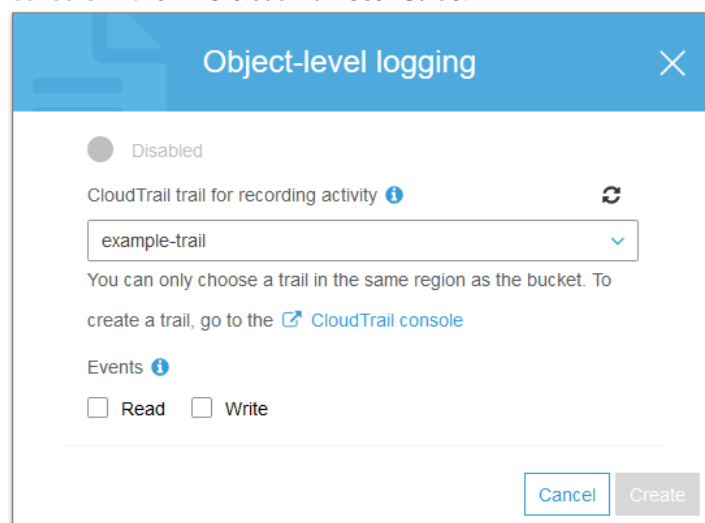 Object-level logging
Disabled
CloudTrail trail for recording activity
example-trail
You can only choose a trail in the same region as the bucket. To
create a trail, go to the CloudTrail console
Events
Read Write
Cancel Create